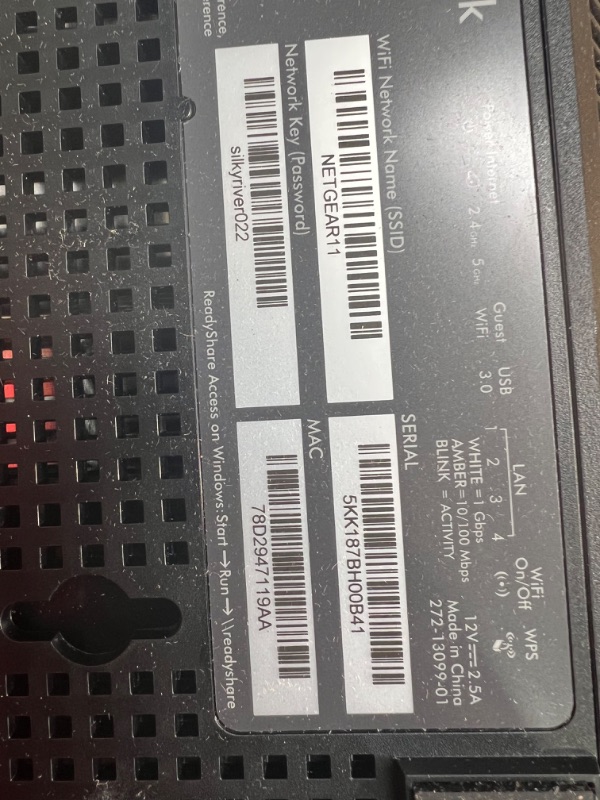 k
Power Internet
2.4GHz 5GHz
Guest
WiFi
USB
3.0
LAN
1 2 3 4
WHITE = 1 Gbps
AMBER=10/100 Mbps
BLINK = ACTIVITY
WiFi
On/Off
WPS
12V 2.5A
Made in China
272-13099-01
WiFi Network Name (SSID)
NETGEAR11
SERIAL
5KK187BH00B41
Network Key (Password)
silkyriver022
MAC
78D2947119AA
ReadyShare Access on Windows:Start →Run→ \\readyshare